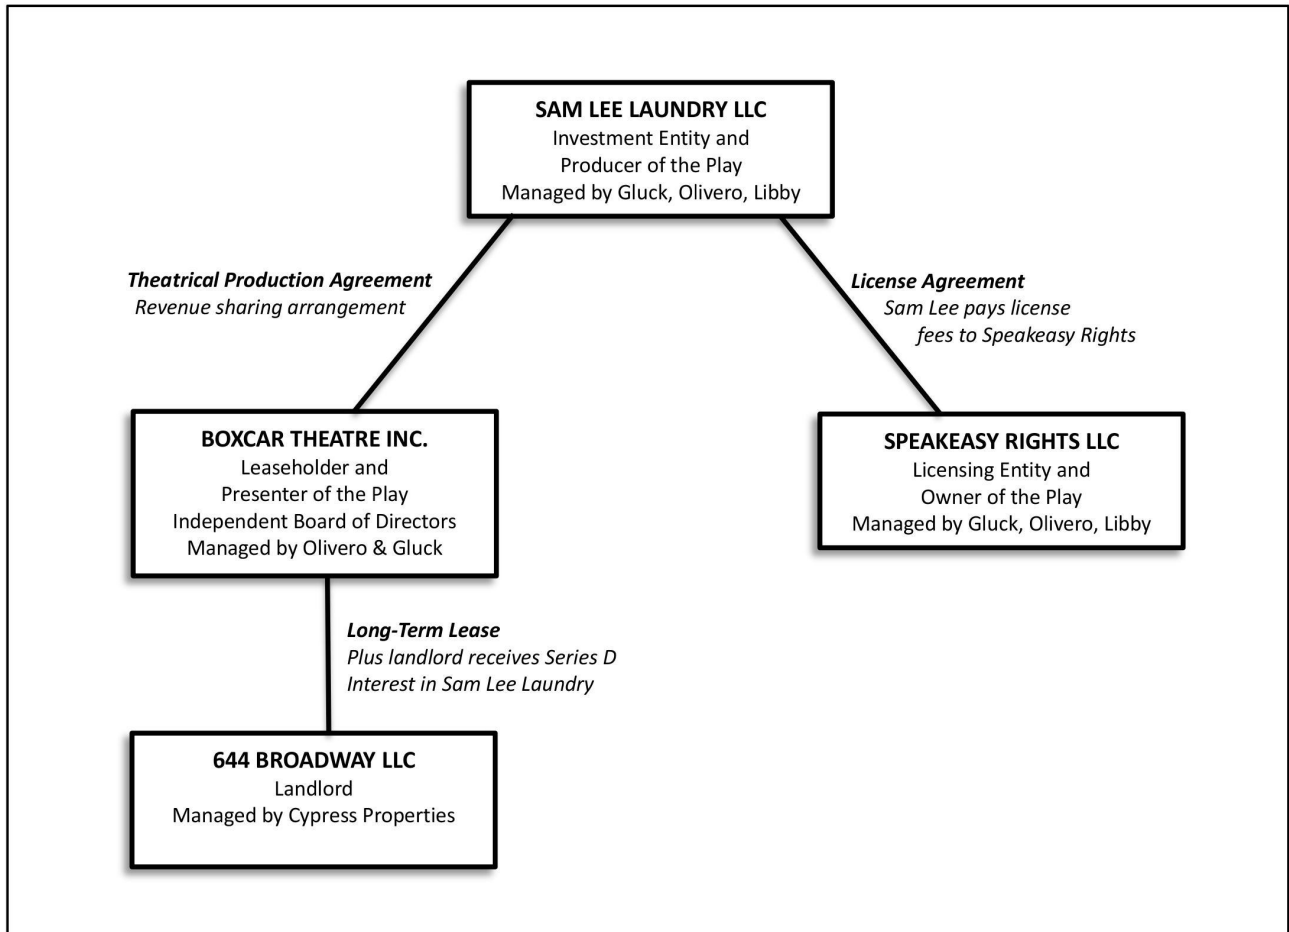 SAM LEE LAUNDRY LLC
Investment Entity and
Producer of the Play
Managed by Gluck, Olivero, Libby
Theatrical Production Agreement
Revenue sharing arrangement
License Agreement
Sam Lee pays license
fees to Speakeasy Rights
BOXCAR THEATRE INC.
Leaseholder and
Presenter of the Play
Independent Board of Directors
Managed by Olivero & Gluck
SPEAKEASY RIGHTS LLC
Licensing Entity and
Owner of the Play
Managed by Gluck, Olivero, Libby
Long-Term Lease
Plus landlord receives Series D
Interest in Sam Lee Laundry
644 BROADWAY LLC
Landlord
Managed by Cypress Properties